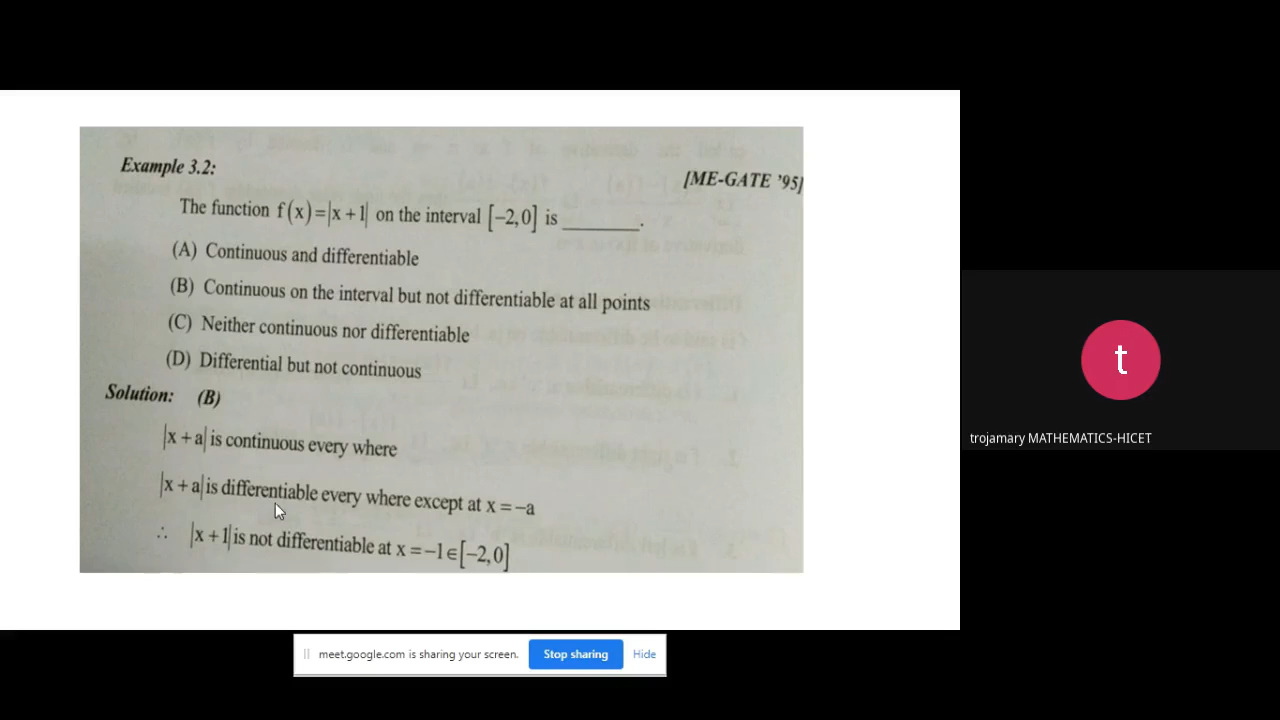 Example 3.2:
[ME-GATE '95]
The function f(x)=|x+1| on the interval [−2,0] is ________.
(A) Continuous and differentiable
(B) Continuous on the interval but not differentiable at all points
(C) Neither continuous nor differentiable
(D) Differential but not continuous
Solution: (B)
|x+a| is continuous every where
|x+a| is differentiable every where except at x=−a
∴ |x+1| is not differentiable at x=−1∈[−2,0]
t
trojamary MATHEMATICS-HICET
meet.google.com is sharing your screen. Stop sharing Hide